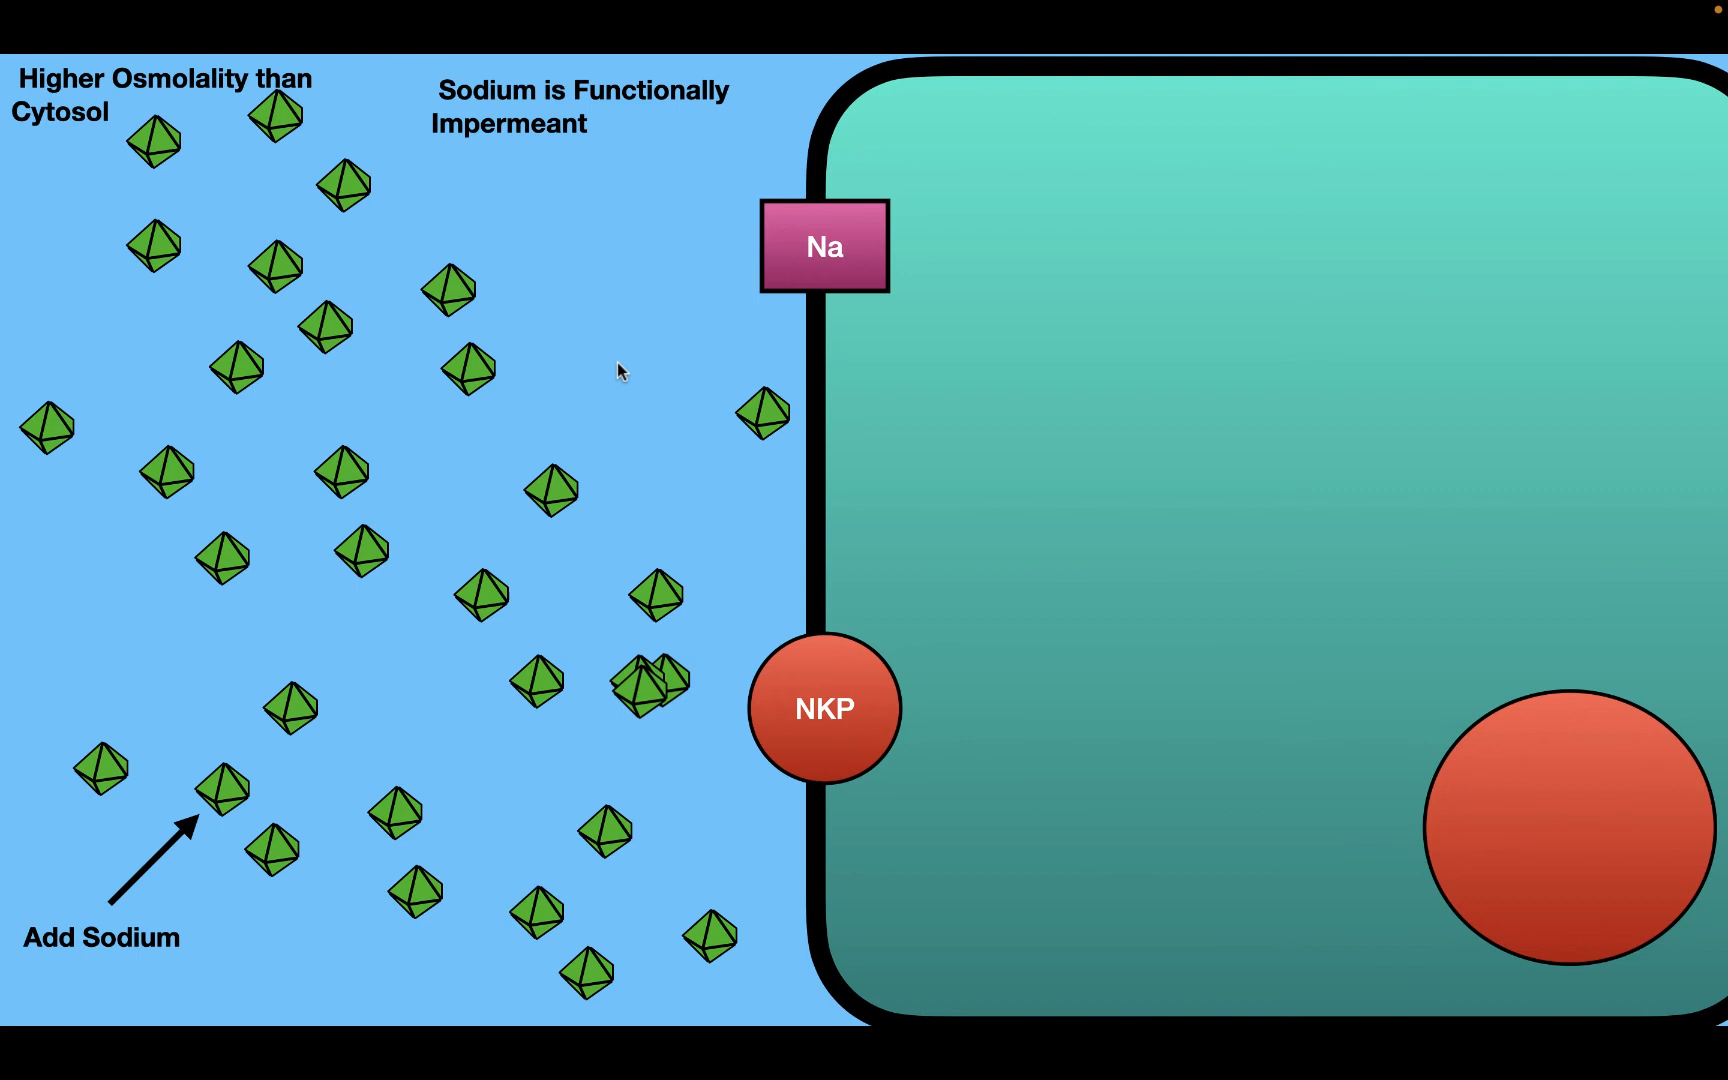 Higher Osmolality than
Cytosol
Sodium is Functionally
Impermeant
Na
NKP
Add Sodium